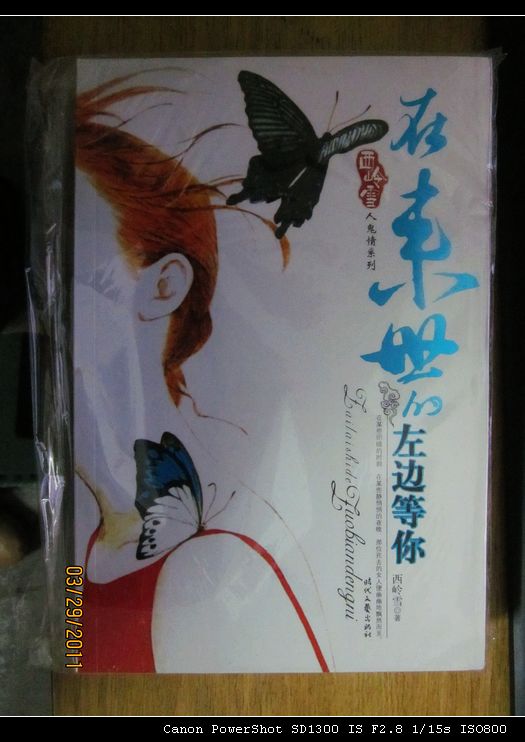 在来世的左边等你
西岭雪
人鬼情系列
Zailaishide Zuobiandengni
西岭雪 著
时代文艺出版社
03/29/2011
Canon PowerShot SD1300 IS F2.8 1/15s ISO800